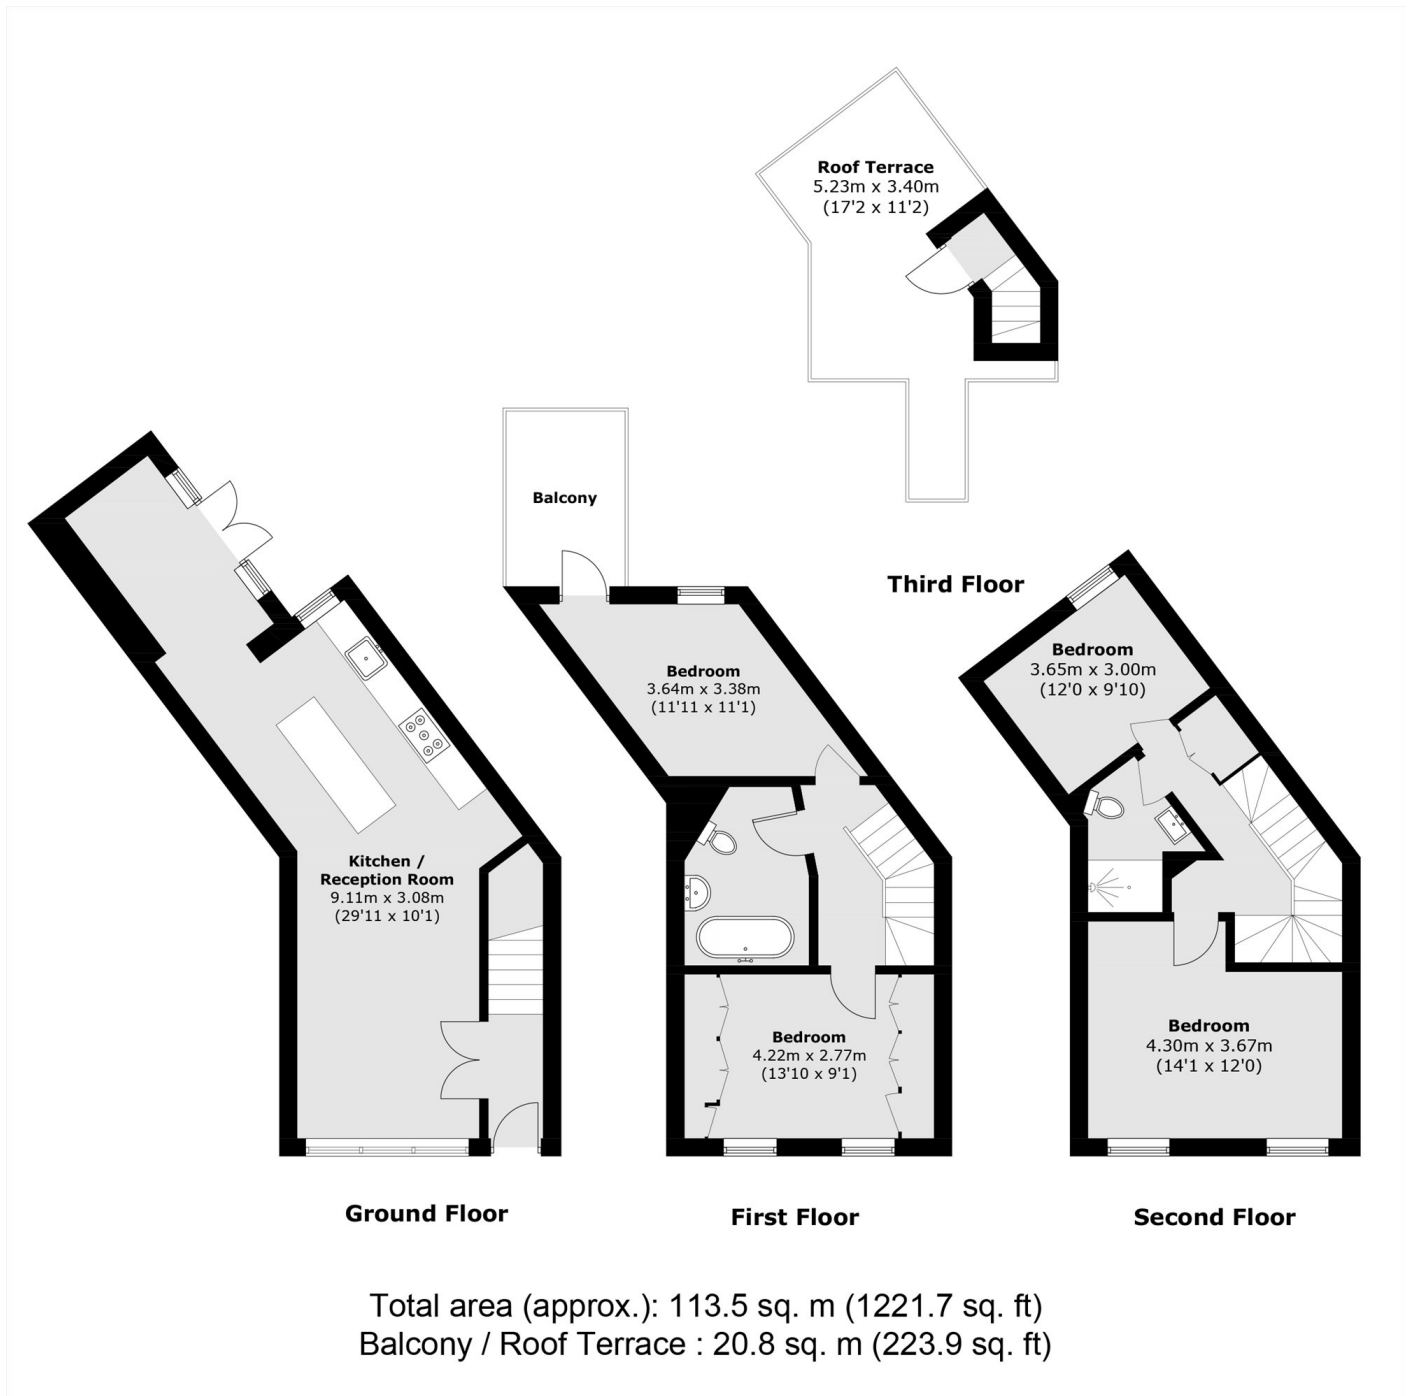 Roof Terrace
5.23m x 3.40m
(17'2 x 11'2)
Balcony
Third Floor
Bedroom
3.65m x 3.00m
(12'0 x 9'10)
Bedroom
3.64m x 3.38m
(11'11 x 11'1)
Kitchen /
Reception Room
9.11m x 3.08m
(29'11 x 10'1)
Bedroom
4.22m x 2.77m
(13'10 x 9'1)
Bedroom
4.30m x 3.67m
(14'1 x 12'0)
Ground Floor
First Floor
Second Floor
Total area (approx.): 113.5 sq. m (1221.7 sq. ft)
Balcony / Roof Terrace : 20.8 sq. m (223.9 sq. ft)